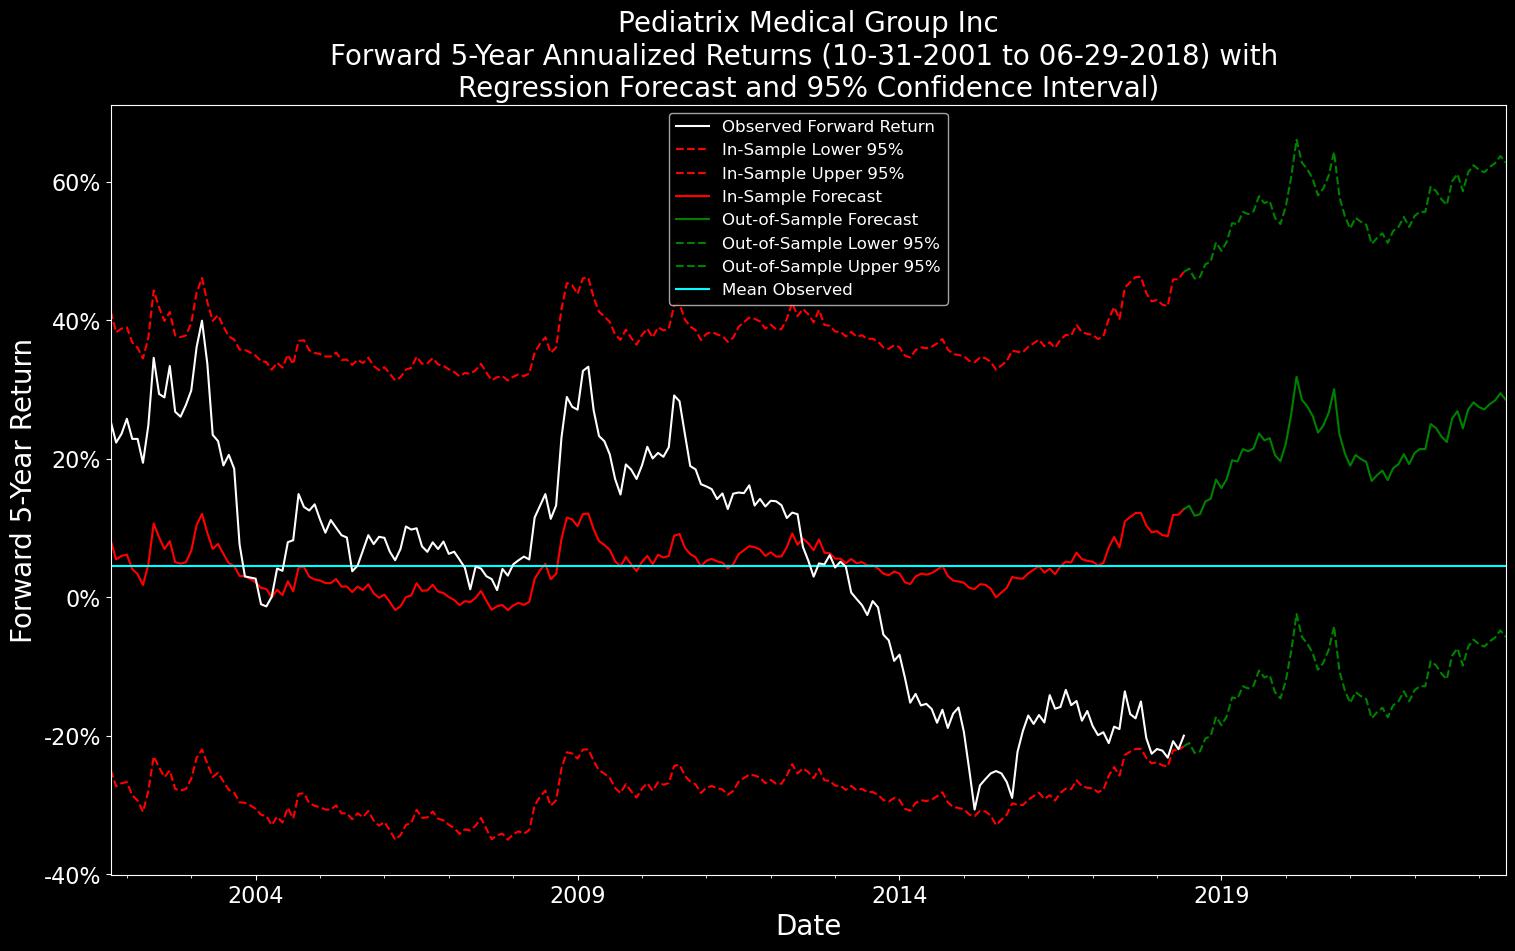 Pediatrix Medical Group Inc
Forward 5-Year Annualized Returns (10-31-2001 to 06-29-2018) with
Regression Forecast and 95% Confidence Interval)
Observed Forward Return
In-Sample Lower 95%
In-Sample Upper 95%
In-Sample Forecast
Out-of-Sample Forecast
Out-of-Sample Lower 95%
Out-of-Sample Upper 95%
Mean Observed
Forward 5-Year Return
60%
40%
20%
0%
-20%
-40%
2004
2009
2014
2019
Date